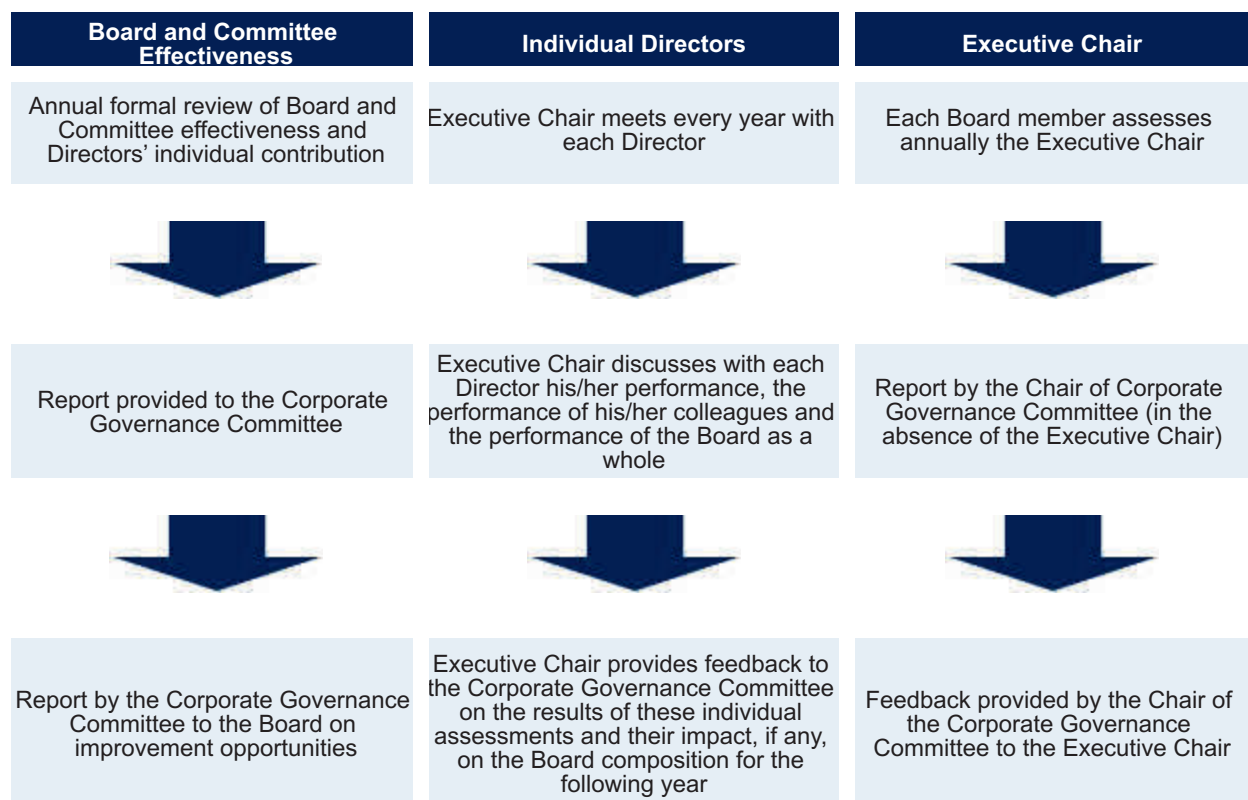 Board and Committee
Effectiveness
Individual Directors
Executive Chair
Annual formal review of Board and
Committee effectiveness and
Directors’ individual contribution
Executive Chair meets every year with
each Director
Each Board member assesses
annually the Executive Chair
Report provided to the Corporate
Governance Committee
Executive Chair discusses with each
Director his/her performance, the
performance of his/her colleagues and
the performance of the Board as a
whole
Report by the Chair of Corporate
Governance Committee (in the
absence of the Executive Chair)
Report by the Corporate Governance
Committee to the Board on
improvement opportunities
Executive Chair provides feedback to
the Corporate Governance Committee
on the results of these individual
assessments and their impact, if any,
on the Board composition for the
following year
Feedback provided by the Chair of
the Corporate Governance
Committee to the Executive Chair